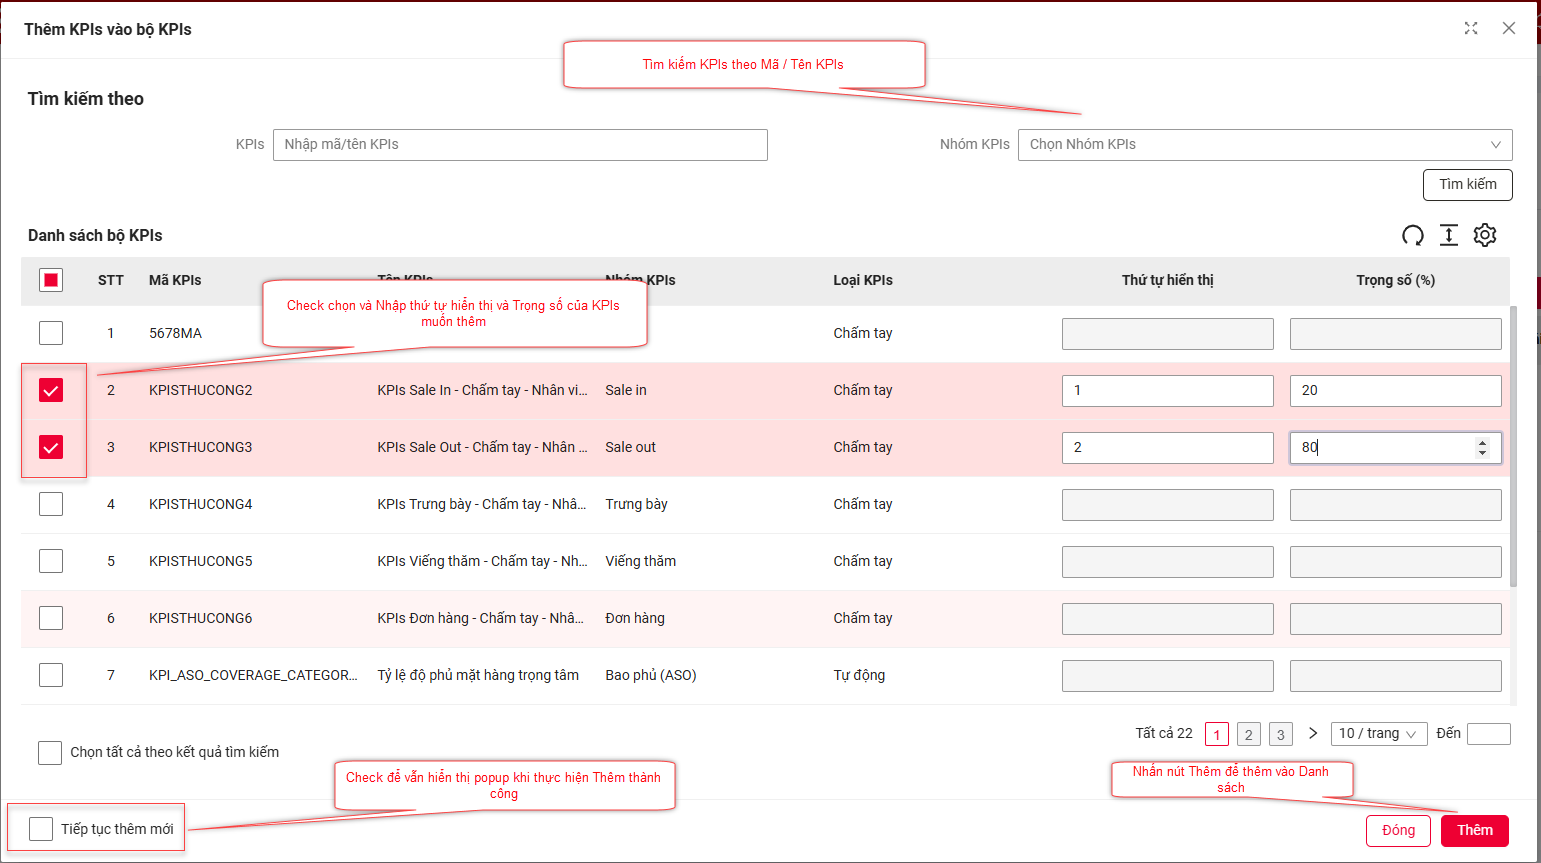 Thêm KPIs vào bộ KPIs
Tìm kiếm KPIs theo Mã / Tên KPIs
Tìm kiếm theo
KPIs
Nhập mã/tên KPIs
Nhóm KPIs
Chọn Nhóm KPIs
Tìm kiếm
Danh sách bộ KPIs
STT Mã KPIs Tên KPIs Nhóm KPIs Loại KPIs Thứ tự hiển thị Trọng số (%)
Check chọn và Nhập thứ tự hiển thị và Trọng số của KPIs
muốn thêm
1 5678MA Chấm tay
2 KPISTHUCONG2 KPIs Sale In - Chấm tay - Nhân vi... Sale in Chấm tay 1 20
3 KPISTHUCONG3 KPIs Sale Out - Chấm tay - Nhân ... Sale out Chấm tay 2 80
4 KPISTHUCONG4 KPIs Trưng bày - Chấm tay - Nhâ... Trưng bày Chấm tay
5 KPISTHUCONG5 KPIs Viếng thăm - Chấm tay - Nh... Viếng thăm Chấm tay
6 KPISTHUCONG6 KPIs Đơn hàng - Chấm tay - Nhâ... Đơn hàng Chấm tay
7 KPI_ASO_COVERAGE_CATEGOR... Tỷ lệ độ phủ mặt hàng trọng tâm Bao phủ (ASO) Tự động
Tất cả 22 1 2 3 10 / trang Đến
Chọn tất cả theo kết quả tìm kiếm
Check để vẫn hiển thị popup khi thực hiện Thêm thành
công
Nhấn nút Thêm để thêm vào Danh
sách
Tiếp tục thêm mới
Đóng
Thêm